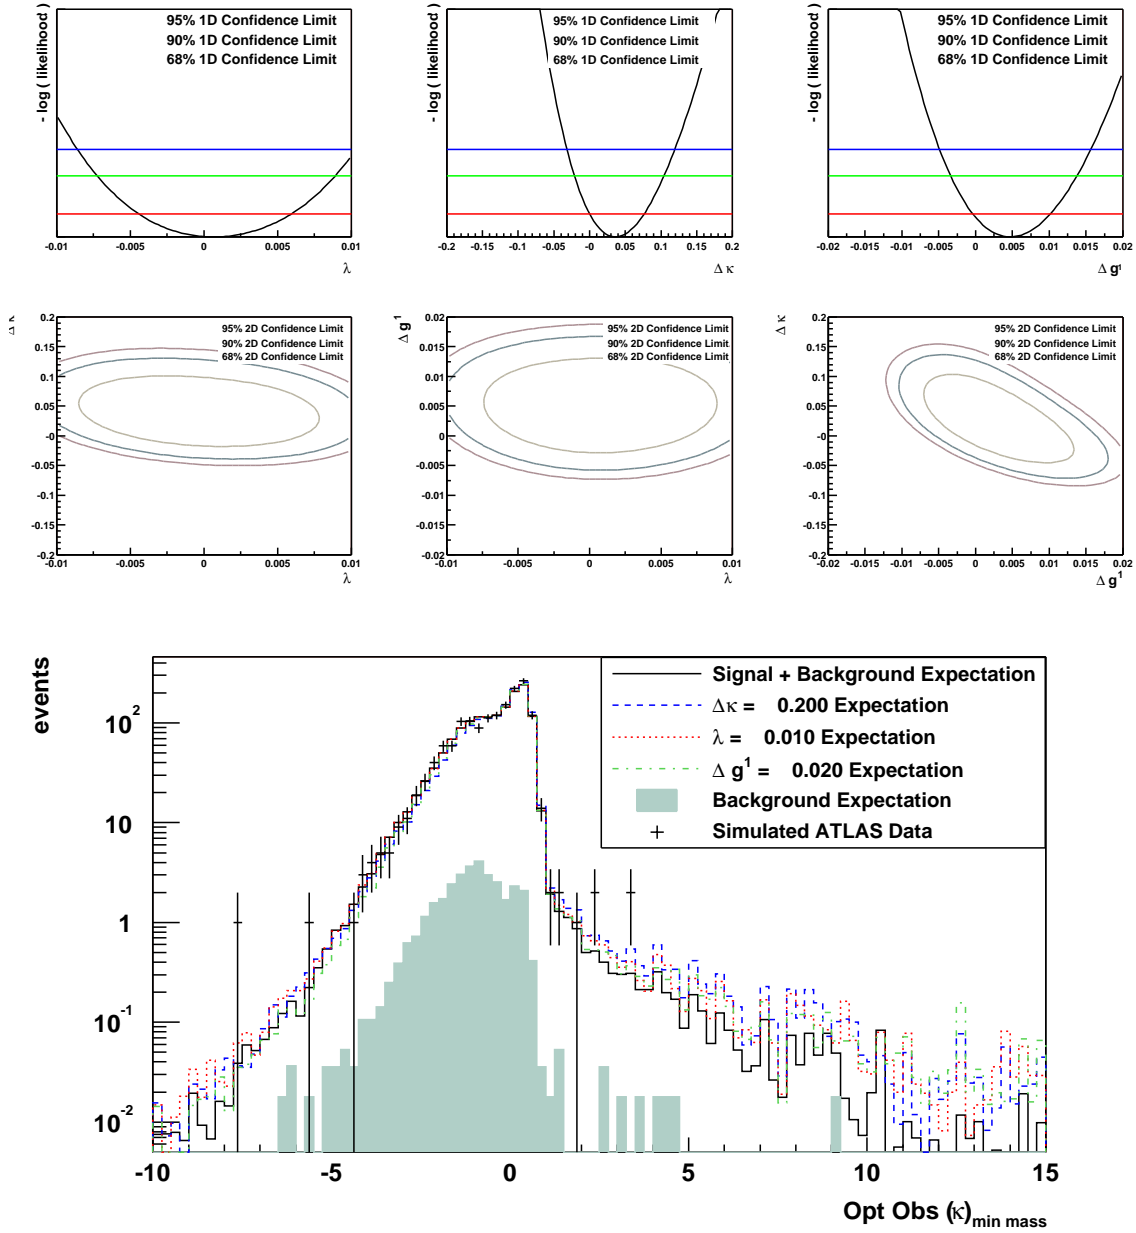 - log ( likelihood )
95% 1D Confidence Limit
90% 1D Confidence Limit
68% 1D Confidence Limit
-0.01 -0.005 0 0.005 0.01
λ
- log ( likelihood )
95% 1D Confidence Limit
90% 1D Confidence Limit
68% 1D Confidence Limit
-0.2 -0.15 -0.1 -0.05 0 0.05 0.1 0.15 0.2
Δ κ
- log ( likelihood )
95% 1D Confidence Limit
90% 1D Confidence Limit
68% 1D Confidence Limit
-0.02 -0.015 -0.01 -0.005 0 0.005 0.01 0.015 0.02
Δ g¹
Δ κ
95% 2D Confidence Limit
90% 2D Confidence Limit
68% 2D Confidence Limit
0.2
0.15
0.1
0.05
-0
-0.05
-0.1
-0.15
-0.2
-0.01 -0.005 0 0.005 0.01
λ
Δ g¹
95% 2D Confidence Limit
90% 2D Confidence Limit
68% 2D Confidence Limit
0.02
0.015
0.01
0.005
0
-0.005
-0.01
-0.015
-0.02
-0.01 -0.005 0 0.005 0.01
λ
Δ κ
95% 2D Confidence Limit
90% 2D Confidence Limit
68% 2D Confidence Limit
0.2
0.15
0.1
0.05
-0
-0.05
-0.1
-0.15
-0.2
-0.02 -0.015 -0.01 -0.005 0 0.005 0.01 0.015 0.02
Δ g¹
events
Signal + Background Expectation
Δκ = 0.200 Expectation
λ = 0.010 Expectation
Δ g¹ = 0.020 Expectation
Background Expectation
Simulated ATLAS Data
10²
10
1
10⁻¹
10⁻²
-10 -5 0 5 10 15
Opt Obs (κ)min mass